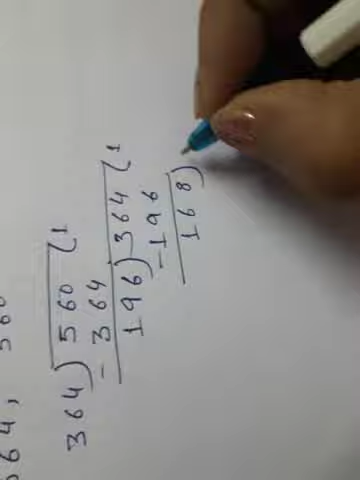 364, 560
364) 560 (1
- 364
196) 364 (1
- 196
168)